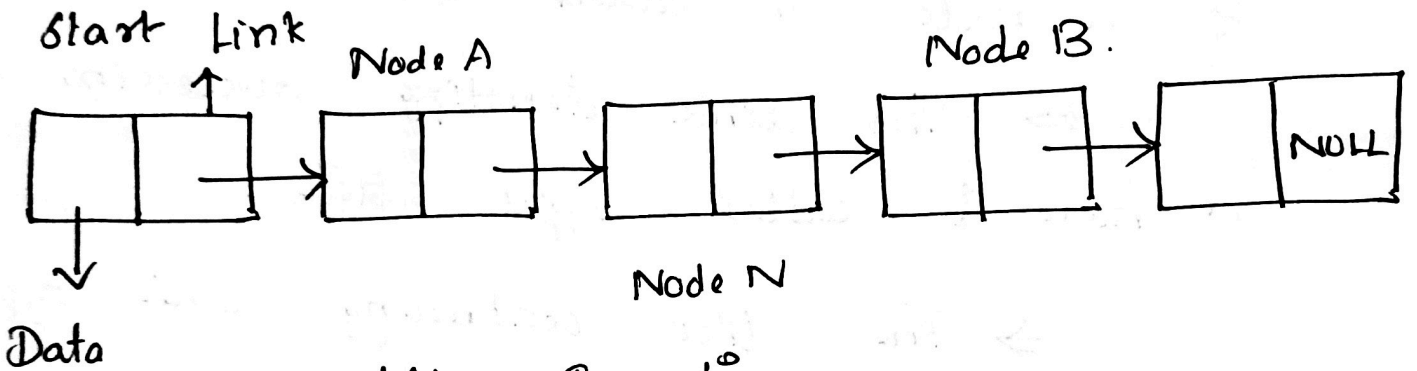 Start Link
Node A
Node B.
NULL
Node N
Data